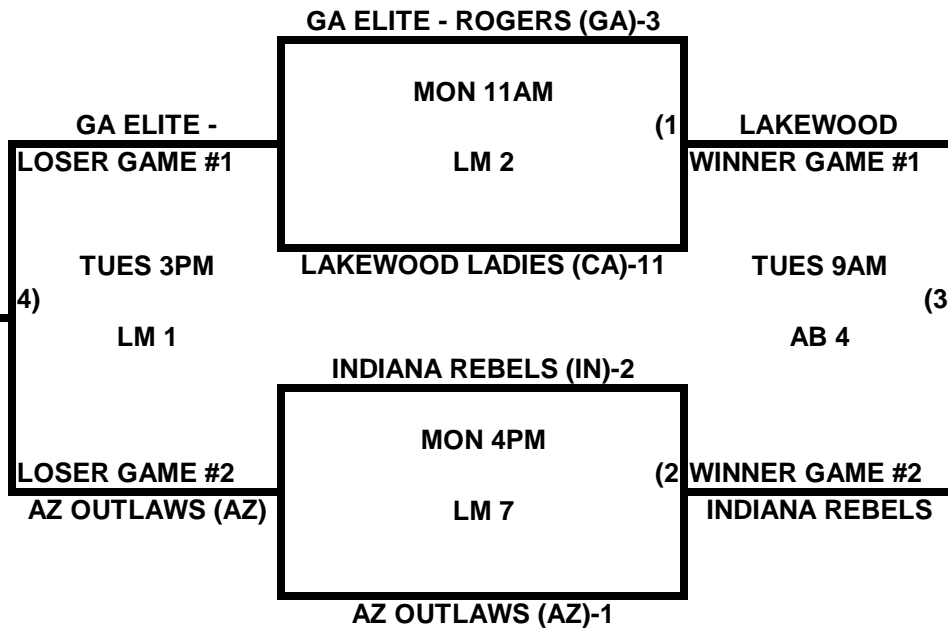 GA ELITE - ROGERS (GA)-3
MON 11AM
GA ELITE -
(1
LAKEWOOD
LOSER GAME #1
LM 2
WINNER GAME #1
LAKEWOOD LADIES (CA)-11
TUES 3PM
TUES 9AM
4)
(3
LM 1
AB 4
INDIANA REBELS (IN)-2
MON 4PM
LOSER GAME #2
(2
WINNER GAME #2
AZ OUTLAWS (AZ)
LM 7
INDIANA REBELS
AZ OUTLAWS (AZ)-1